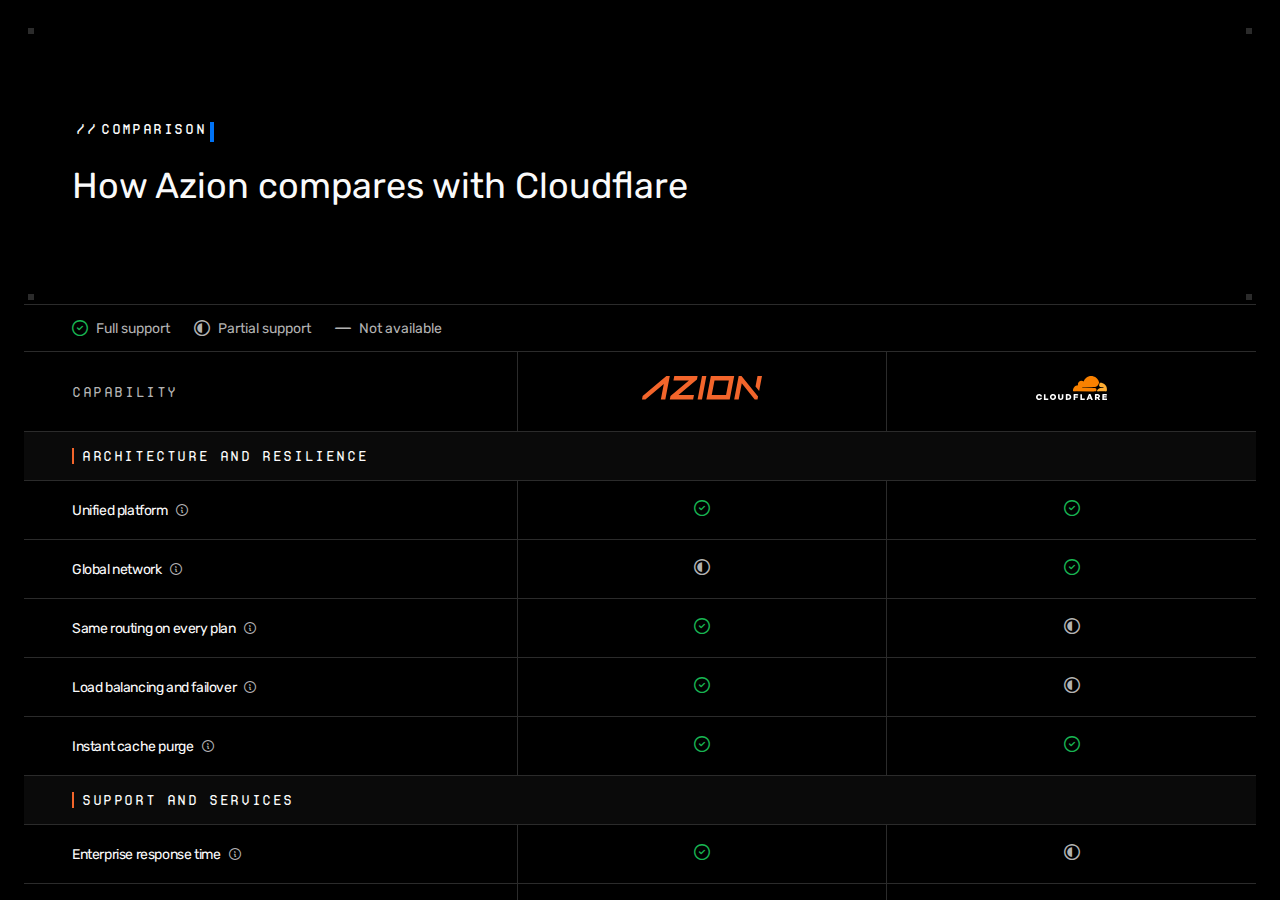 // COMPARISON
How Azion compares with Cloudflare
Full support Partial support Not available
CAPABILITY AZION CLOUDFLARE
ARCHITECTURE AND RESILIENCE
Unified platform
Global network
Same routing on every plan
Load balancing and failover
Instant cache purge
SUPPORT AND SERVICES
Enterprise response time